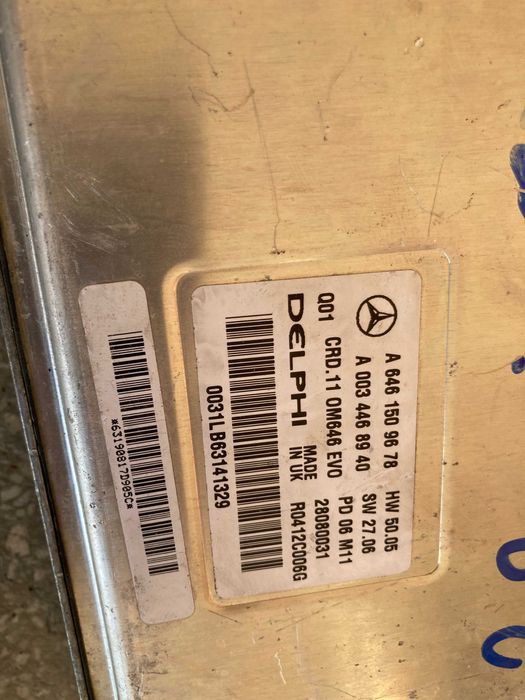 A 646 150 96 78 HW 50.05
A 003 446 89 40 SW 27.06
Q01 CRD.11 OM646 EVO PD 06 M11
DELPHI MADE IN UK 28080031
R0412C006G
0031LB63141329
*63190817D905C*